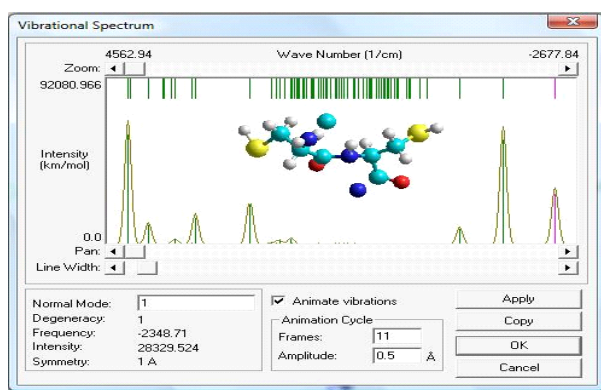 Vibrational Spectrum
4562.94 Wave Number (1/cm) -2677.84
Zoom:
92080.966
Intensity
(km/mol)
0.0
Pan:
Line Width:
Normal Mode: 1
Degeneracy: 1
Frequency: -2348.71
Intensity: 28329.524
Symmetry: 1 A
Animate vibrations
Animation Cycle
Frames: 11
Amplitude: 0.5 Å
Apply
Copy
OK
Cancel